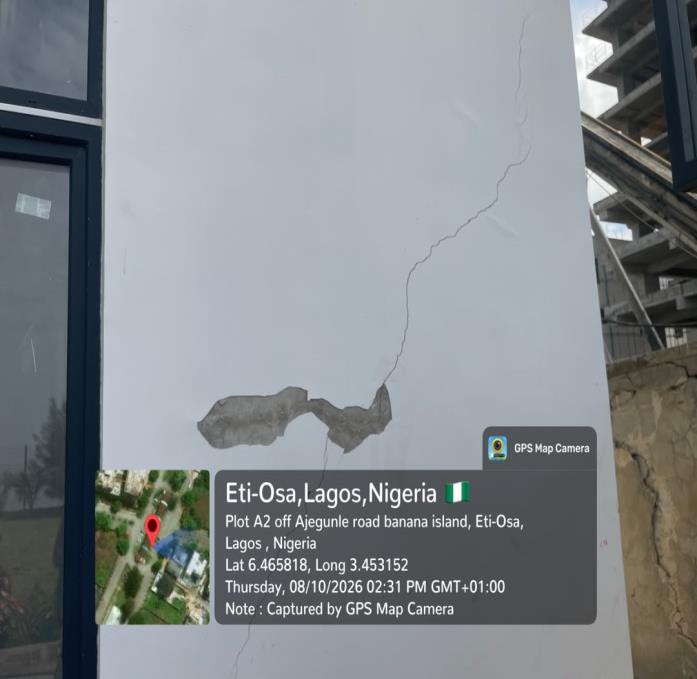 GPS Map Camera
Eti-Osa,Lagos,Nigeria 🇳🇬
Plot A2 off Ajegunle road banana island, Eti-Osa,
Lagos , Nigeria
Lat 6.465818, Long 3.453152
Thursday, 08/10/2026 02:31 PM GMT+01:00
Note : Captured by GPS Map Camera